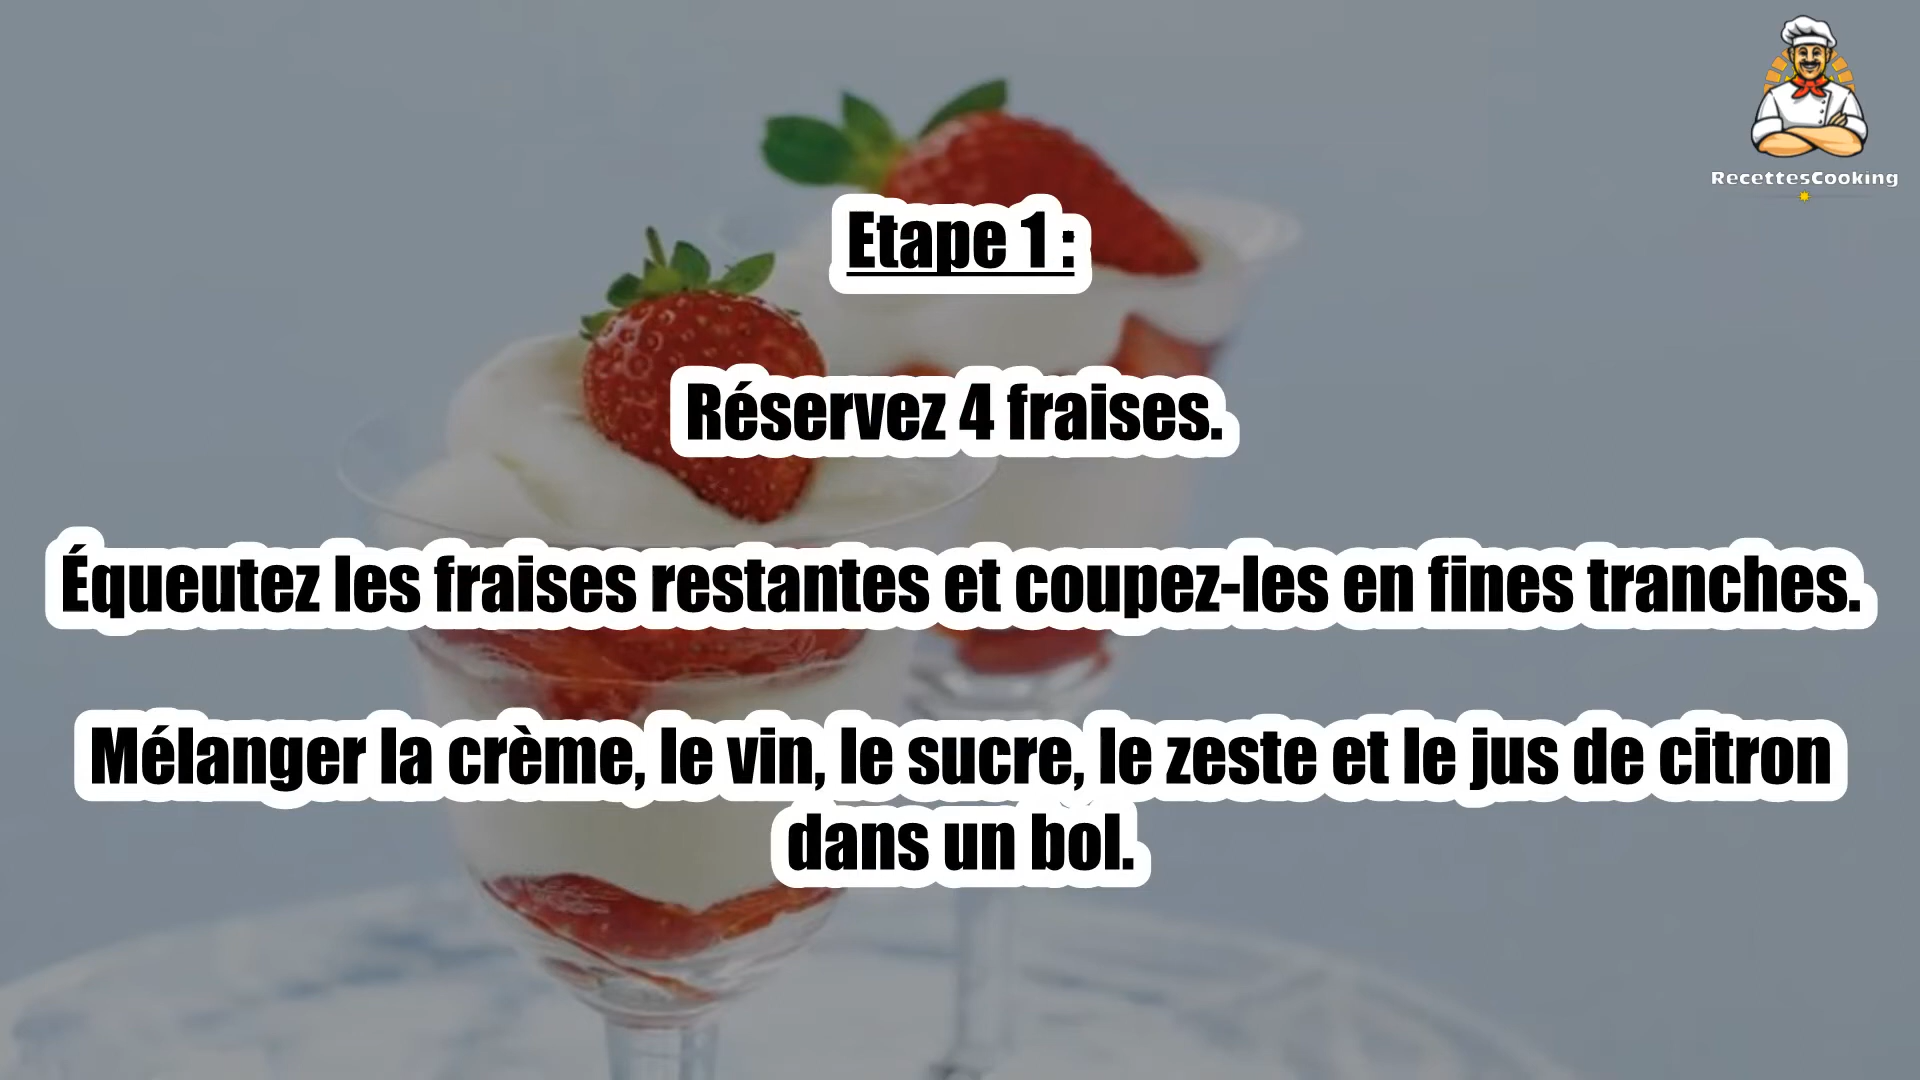 RecettesCooking
Etape 1 :
Réservez 4 fraises.
Équeutez les fraises restantes et coupez-les en fines tranches.
Mélanger la crème, le vin, le sucre, le zeste et le jus de citron
dans un bol.